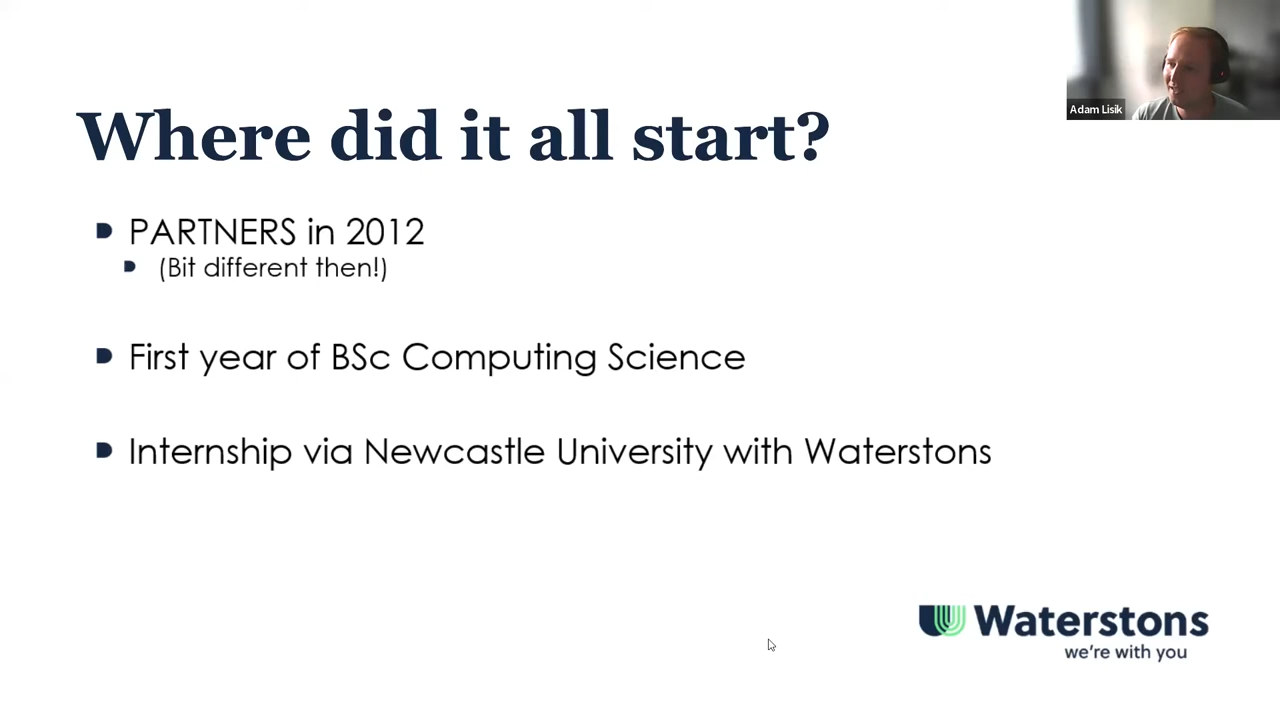 Adam Lisik
Where did it all start?
PARTNERS in 2012
(Bit different then!)
First year of BSc Computing Science
Internship via Newcastle University with Waterstons
Waterstons
we're with you